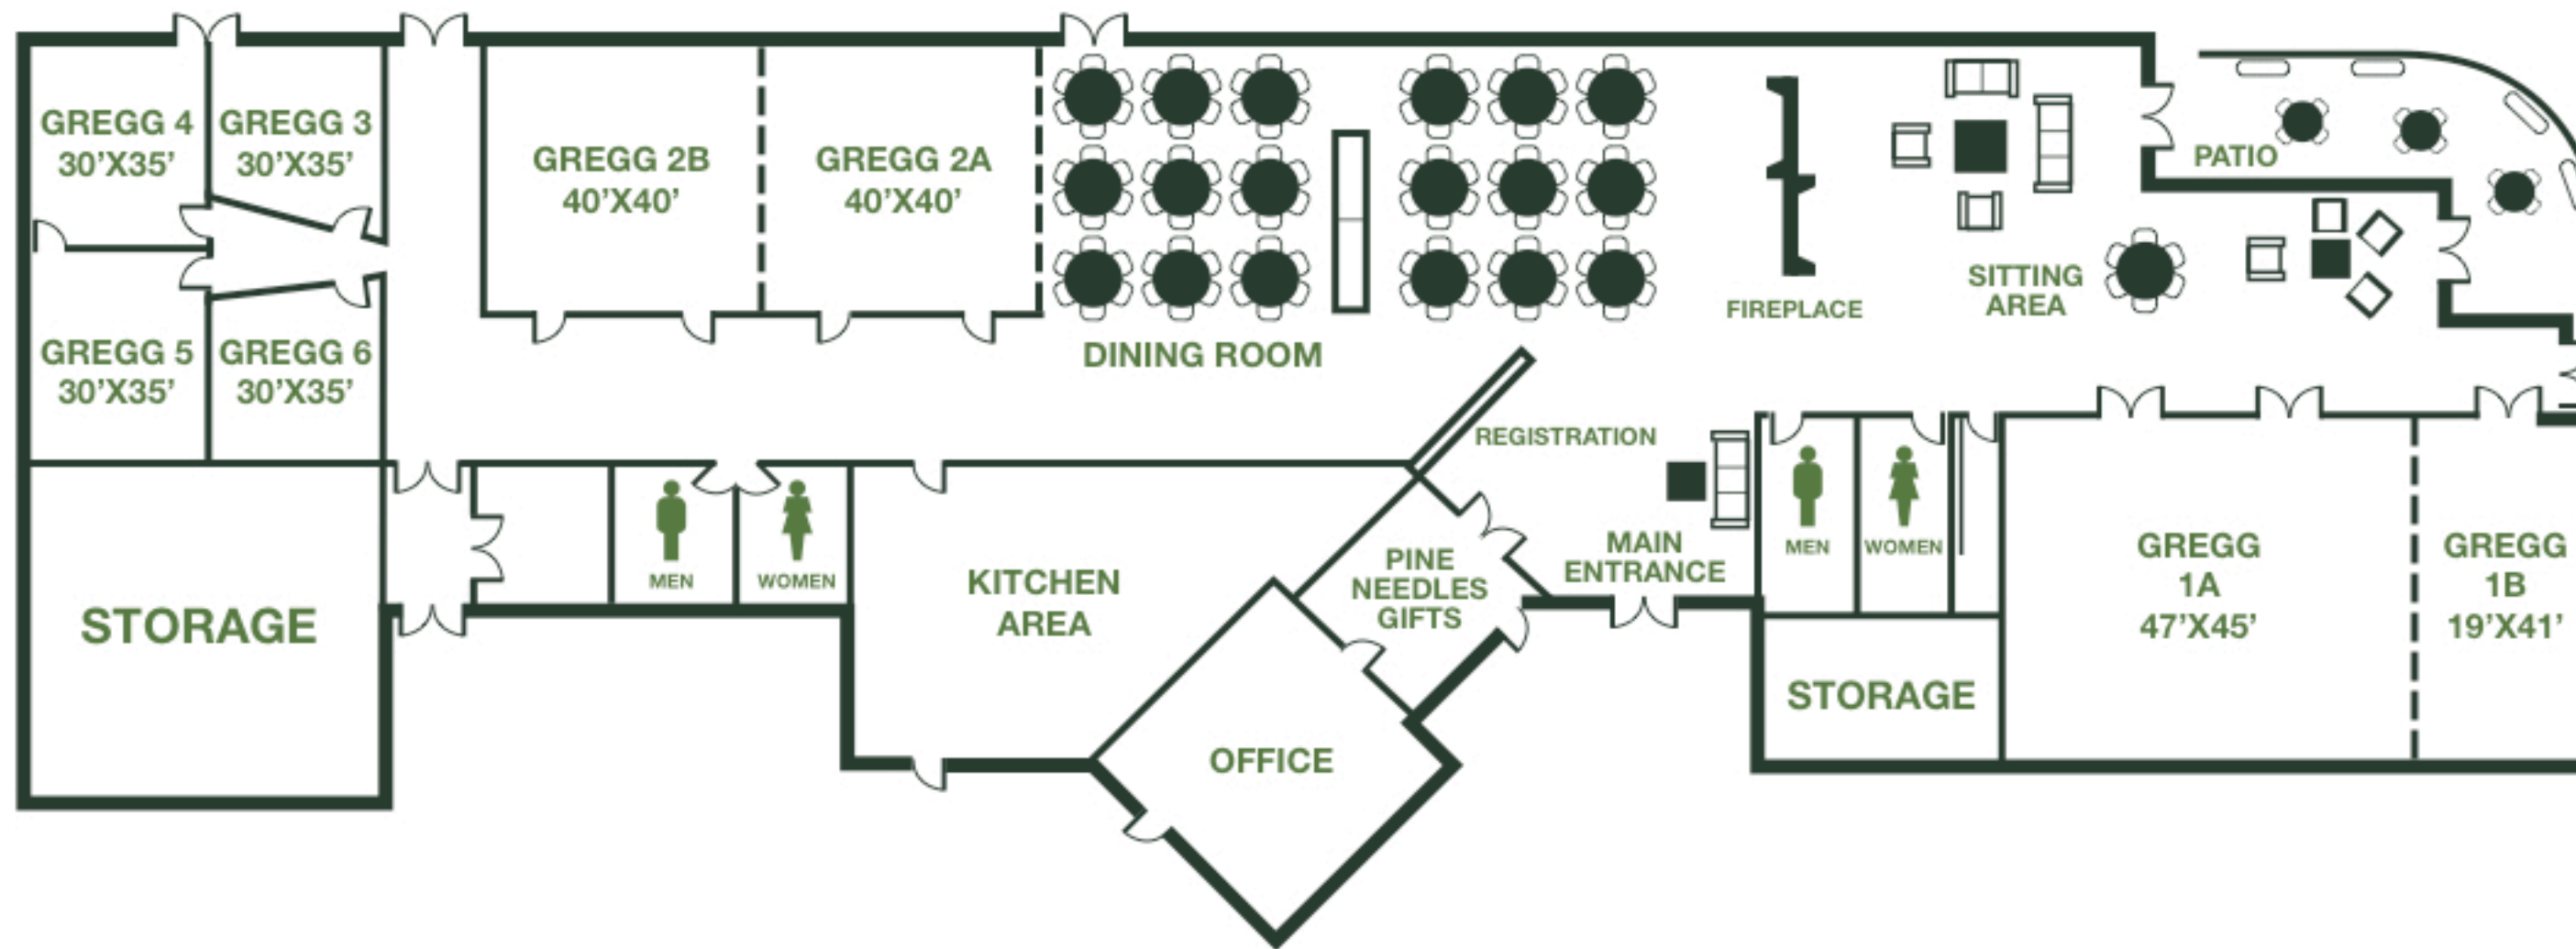 GREGG 4
30'X35'
GREGG 3
30'X35'
GREGG 2B
40'X40'
GREGG 2A
40'X40'
PATIO
SITTING
AREA
FIREPLACE
GREGG 5
30'X35'
GREGG 6
30'X35'
DINING ROOM
REGISTRATION
MEN
WOMEN
KITCHEN
AREA
PINE
NEEDLES
GIFTS
MAIN
ENTRANCE
MEN
WOMEN
GREGG
1A
47'X45'
GREGG
1B
19'X41'
STORAGE
STORAGE
OFFICE